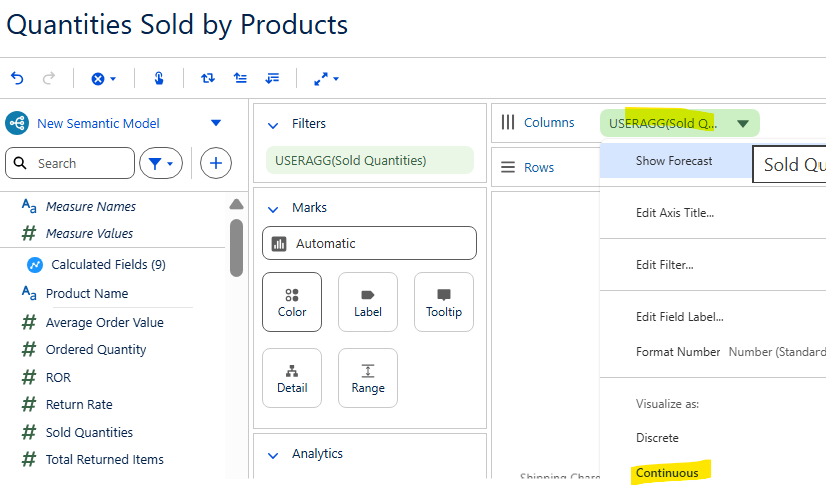 Quantities Sold by Products
New Semantic Model
Search
Measure Names
Measure Values
Calculated Fields (9)
Product Name
Average Order Value
Ordered Quantity
ROR
Return Rate
Sold Quantities
Total Returned Items
Filters
USERAGG(Sold Quantities)
Marks
Automatic
Color
Label
Tooltip
Detail
Range
Analytics
Columns
USERAGG(Sold Q...
Rows
Show Forecast
Sold Qu
Edit Axis Title...
Edit Filter...
Edit Field Label...
Format Number Number (Standard
Visualize as:
Discrete
Continuous
Shipping Charg